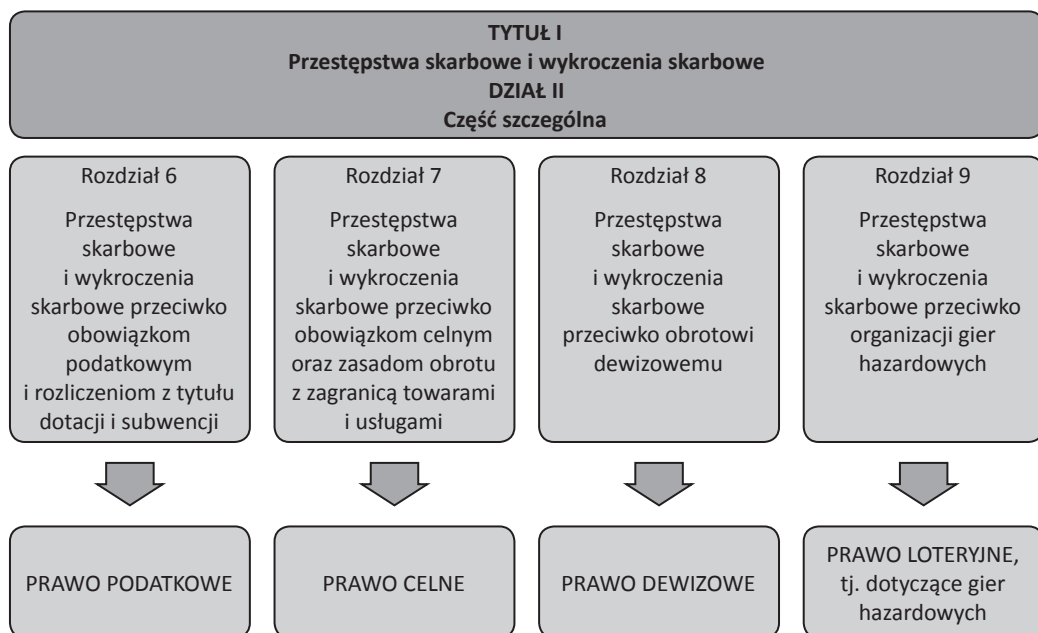 TYTUŁ I
Przestępstwa skarbowe i wykroczenia skarbowe
DZIAŁ II
Część szczególna
Rozdział 6
Przestępstwa
skarbowe
i wykroczenia
skarbowe przeciwko
obowiązkom
podatkowym
i rozliczeniom z tytułu
dotacji i subwencji
Rozdział 7
Przestępstwa
skarbowe
i wykroczenia
skarbowe przeciwko
obowiązkom celnym
oraz zasadom obrotu
z zagranicą towarami
i usługami
Rozdział 8
Przestępstwa
skarbowe
i wykroczenia
skarbowe
przeciwko obrotowi
dewizowemu
Rozdział 9
Przestępstwa
skarbowe
i wykroczenia
skarbowe przeciwko
organizacji gier
hazardowych
PRAWO PODATKOWE
PRAWO CELNE
PRAWO DEWIZOWE
PRAWO LOTERYJNE,
tj. dotyczące gier
hazardowych